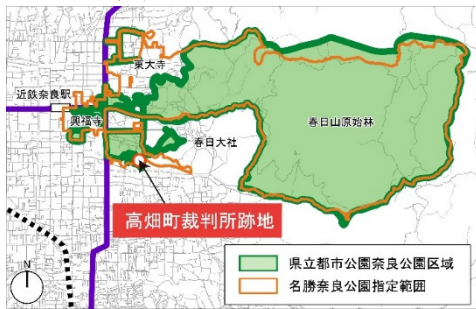 東大寺
近鉄奈良駅
興福寺
春日大社
春日山原始林
高畑町裁判所跡地
N
県立都市公園奈良公園区域
名勝奈良公園指定範囲